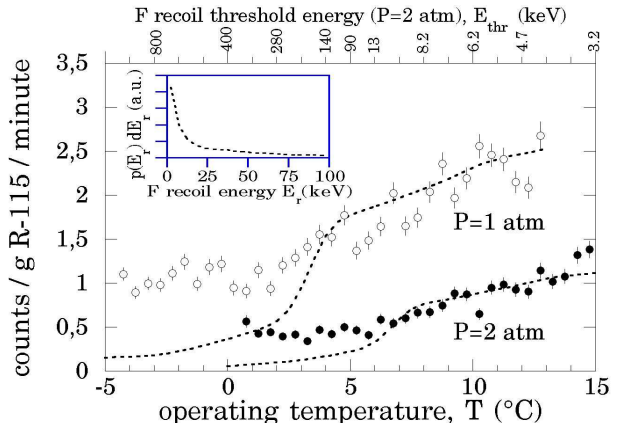 F recoil threshold energy (P=2 atm), E_thr (keV)
800 400 280 140 90 13 8.2 6.2 4.7 3.2
3,5
3
2,5
2
1,5
1
0,5
0
counts / g R-115 / minute
p(E_r) dE_r (a.u.)
0 25 50 75 100
F recoil energy E_r (keV)
P=1 atm
P=2 atm
-5 0 5 10 15
operating temperature, T (°C)